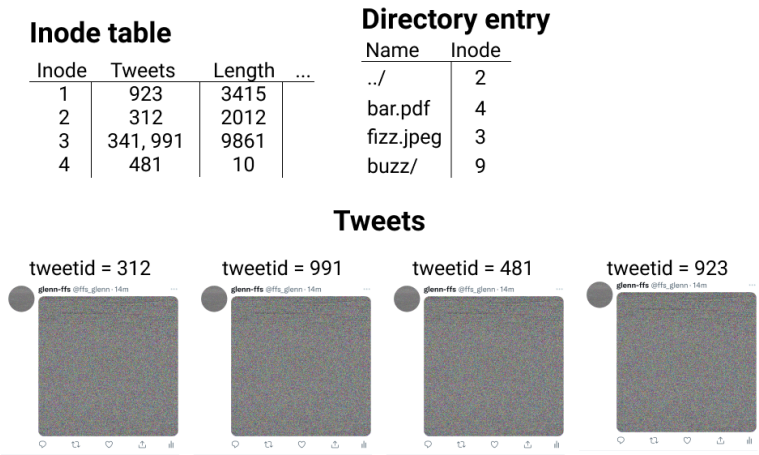 Inode table
Inode Tweets Length ...
1 923 3415
2 312 2012
3 341, 991 9861
4 481 10
Directory entry
Name Inode
../ 2
bar.pdf 4
fizz.jpeg 3
buzz/ 9
Tweets
tweetid = 312
glenn-ffs @ffs_glenn · 14m
tweetid = 991
glenn-ffs @ffs_glenn · 14m
tweetid = 481
glenn-ffs @ffs_glenn · 14m
tweetid = 923
glenn-ffs @ffs_glenn · 14m